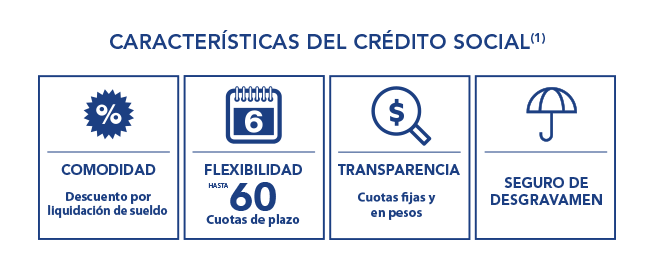 CARACTERÍSTICAS DEL CRÉDITO SOCIAL(1)
%
COMODIDAD
Descuento por
liquidación de sueldo
6
FLEXIBILIDAD
HASTA 60
Cuotas de plazo
$
TRANSPARENCIA
Cuotas fijas y
en pesos
SEGURO DE
DESGRAVAMEN